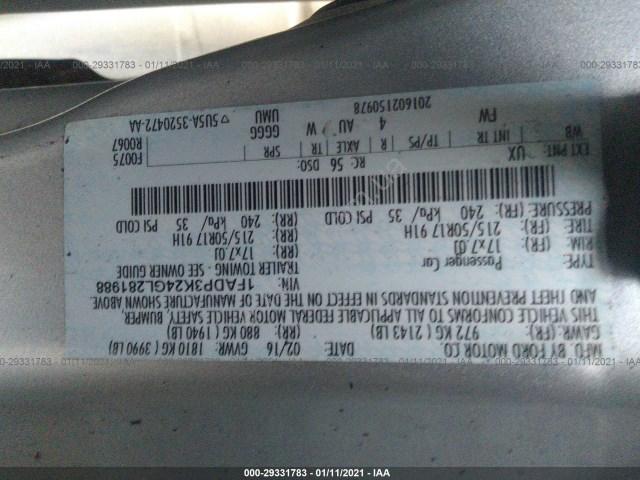 000-29331783 - 01/11/2021 - IAA
MFD. BY FORD MOTOR CO.
DATE: 02/16 GVWR: 1810 KG ( 3990 LB)
GAWR: (FR): 972 KG ( 2143 LB) (RR): 880 KG ( 1940 LB)
THIS VEHICLE CONFORMS TO ALL APPLICABLE FEDERAL MOTOR VEHICLE SAFETY, BUMPER,
AND THEFT PREVENTION STANDARDS IN EFFECT ON THE DATE OF MANUFACTURE SHOWN ABOVE.
VIN: 1FADP3K24GL281988
TYPE: Passenger Car TRAILER TOWING - SEE OWNER GUIDE
RIM: 17x7.0J 17x7.0J
TIRE: (FR): 215/50R17 91H (RR): 215/50R17 91H
PRESSURE: (FR): 240 kPa/ 35 PSI COLD (RR): 240 kPa/ 35 PSI COLD
EXT PNT: UX RC: 56 DSO: F0075
WB INT TR TP/PS R AXLE TR SPR R0067
FW 4 AU W GGGG UMU
201602150978 5U5A-3520472-AA
000-29331783 - 01/11/2021 - IAA